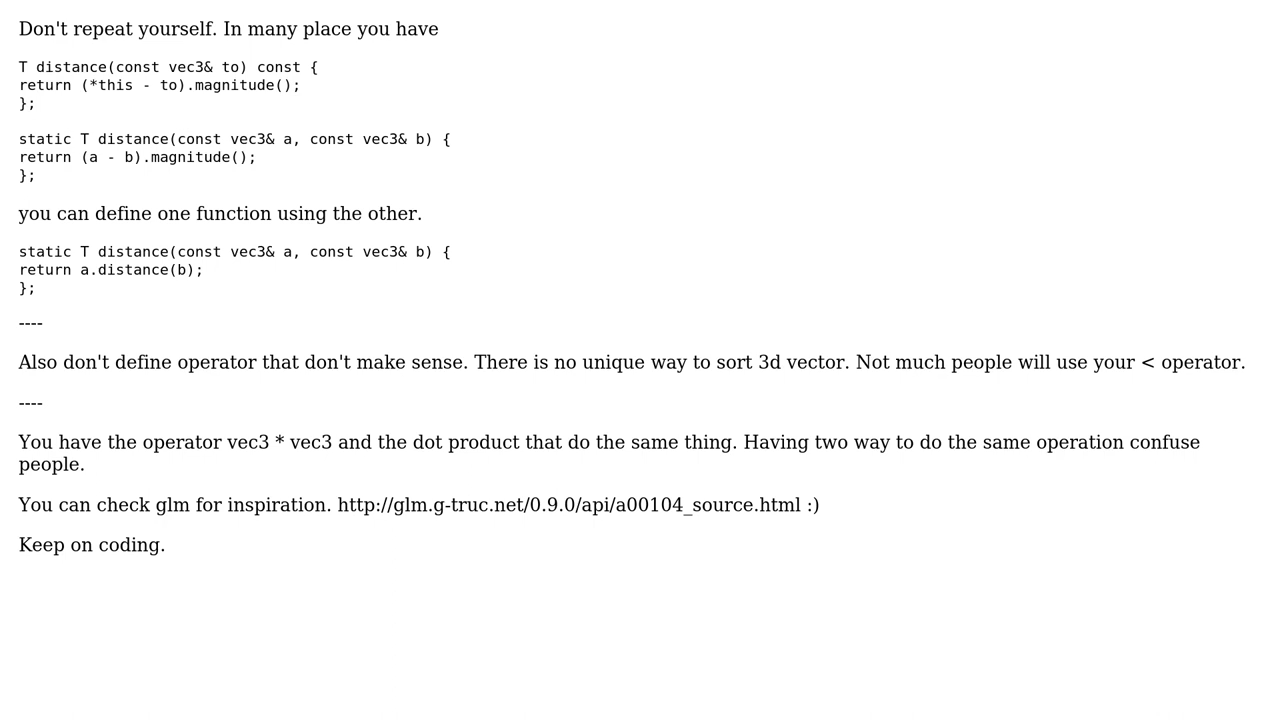 Don't repeat yourself. In many place you have
T distance(const vec3& to) const {
return (*this - to).magnitude();
};
static T distance(const vec3& a, const vec3& b) {
return (a - b).magnitude();
};
you can define one function using the other.
static T distance(const vec3& a, const vec3& b) {
return a.distance(b);
};
----
Also don't define operator that don't make sense. There is no unique way to sort 3d vector. Not much people will use your < operator.
----
You have the operator vec3 * vec3 and the dot product that do the same thing. Having two way to do the same operation confuse
people.
You can check glm for inspiration. http://glm.g-truc.net/0.9.0/api/a00104_source.html :)
Keep on coding.